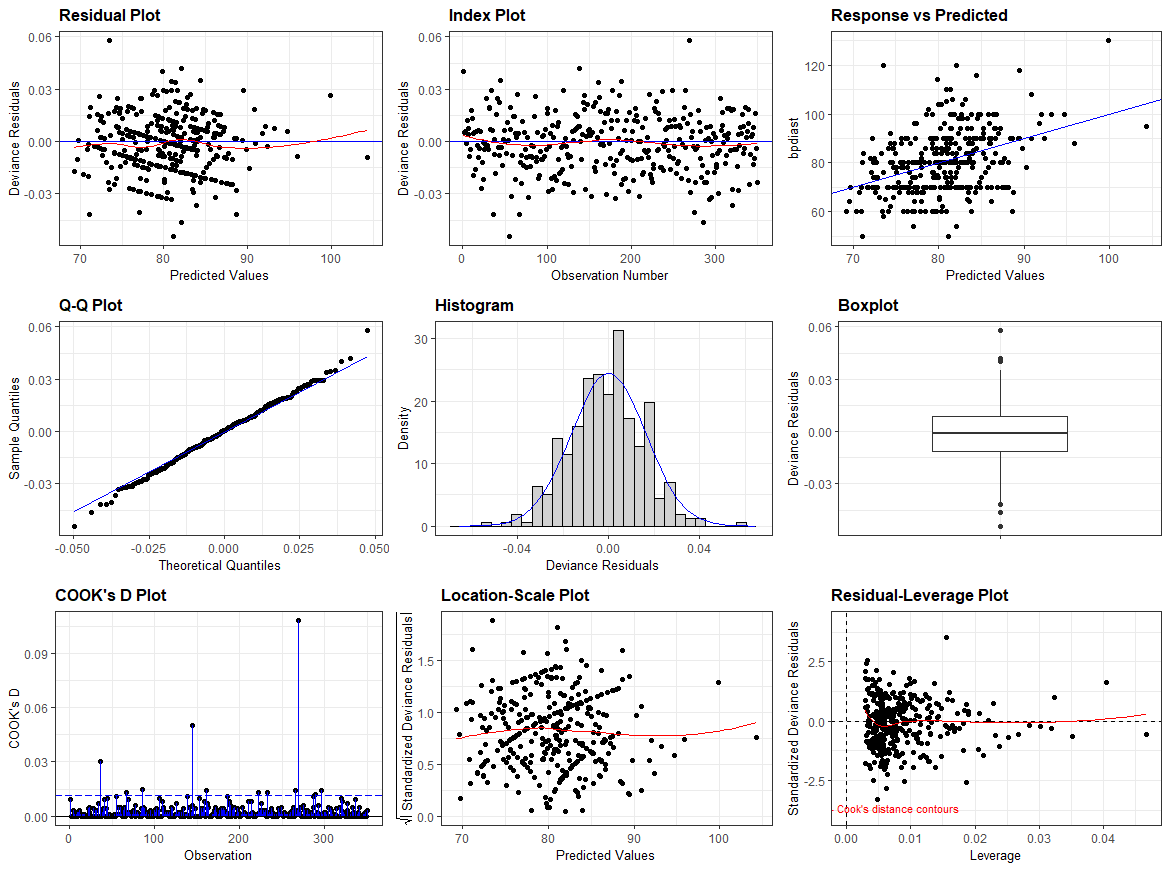 Residual Plot
0.06
0.03
0.00
-0.03
Deviance Residuals
70 80 90 100
Predicted Values
Index Plot
0.06
0.03
0.00
-0.03
Deviance Residuals
0 100 200 300
Observation Number
Response vs Predicted
120
100
80
60
bpdiast
70 80 90 100
Predicted Values
Q-Q Plot
0.06
0.03
0.00
-0.03
Sample Quantiles
-0.050 -0.025 0.000 0.025 0.050
Theoretical Quantiles
Histogram
30
20
10
0
Density
-0.04 0.00 0.04
Deviance Residuals
Boxplot
0.06
0.03
0.00
-0.03
Deviance Residuals
COOK's D Plot
0.09
0.06
0.03
0.00
COOK's D
0 100 200 300
Observation
Location-Scale Plot
1.5
1.0
0.5
0.0
√|Standardized Deviance Residuals|
70 80 90 100
Predicted Values
Residual-Leverage Plot
2.5
0.0
-2.5
Standardized Deviance Residuals
Cook's distance contours
0.00 0.01 0.02 0.03 0.04
Leverage